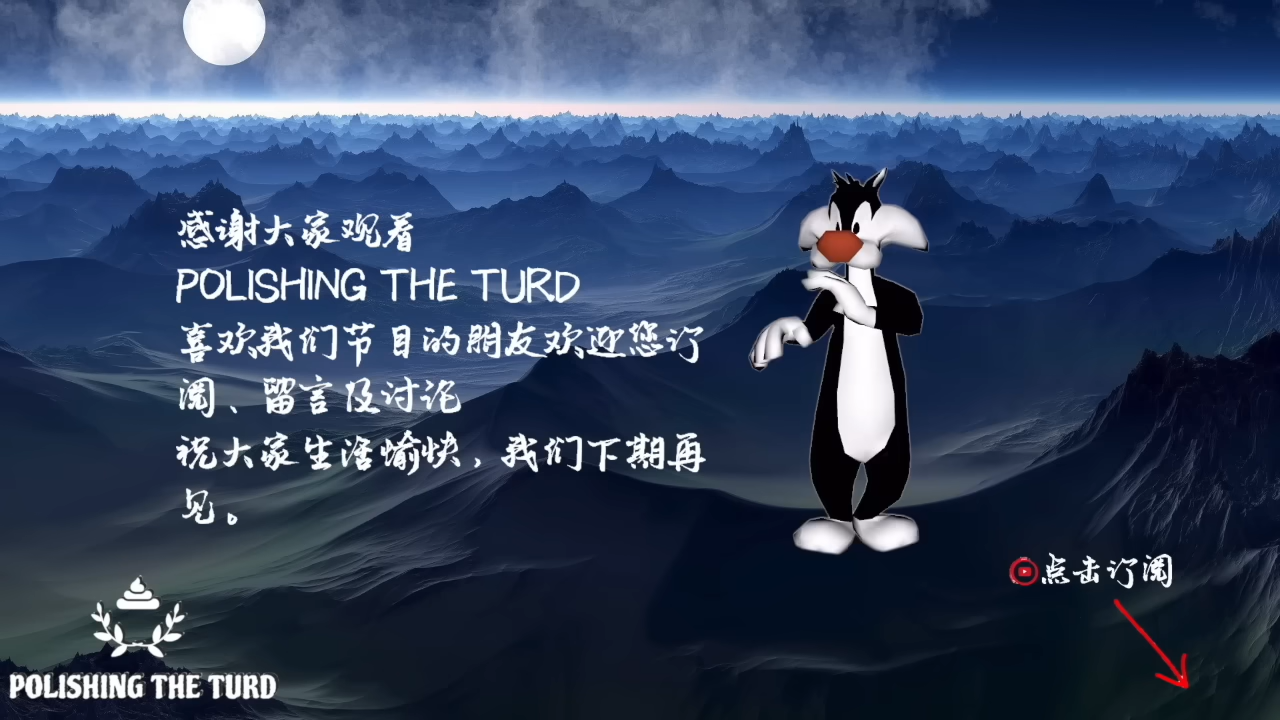 感谢大家观看
POLISHING THE TURD
喜欢我们节目的朋友欢迎您订
阅、留言及讨论
祝大家生活愉快，我们下期再
见。
点击订阅
POLISHING THE TURD